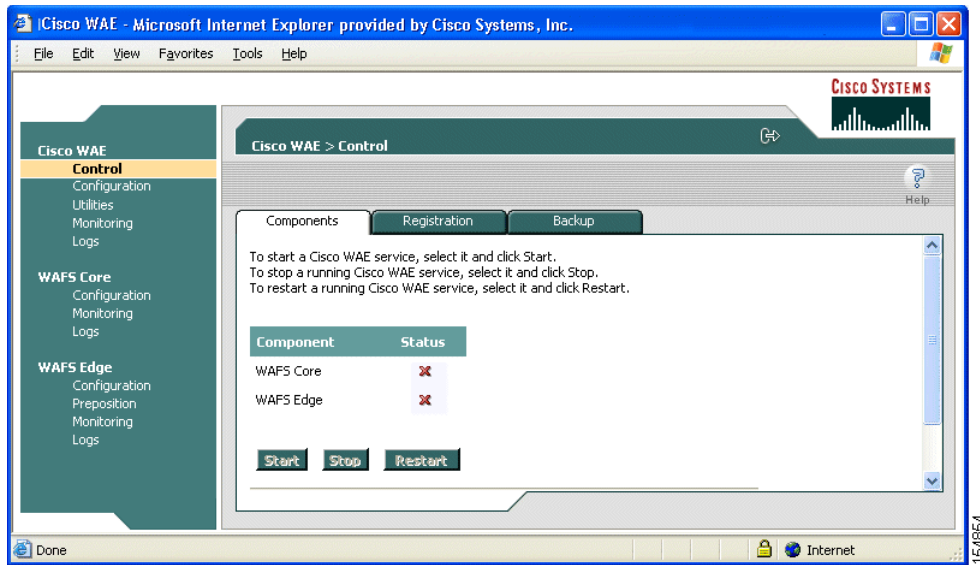 Cisco WAE - Microsoft Internet Explorer provided by Cisco Systems, Inc.
File Edit View Favorites Tools Help
CISCO SYSTEMS
Cisco WAE
Control
Configuration
Utilities
Monitoring
Logs
WAFS Core
Configuration
Monitoring
Logs
WAFS Edge
Configuration
Preposition
Monitoring
Logs
Cisco WAE > Control
Help
Components Registration Backup
To start a Cisco WAE service, select it and click Start.
To stop a running Cisco WAE service, select it and click Stop.
To restart a running Cisco WAE service, select it and click Restart.
Component Status
WAFS Core
WAFS Edge
Start Stop Restart
Done Internet
154854